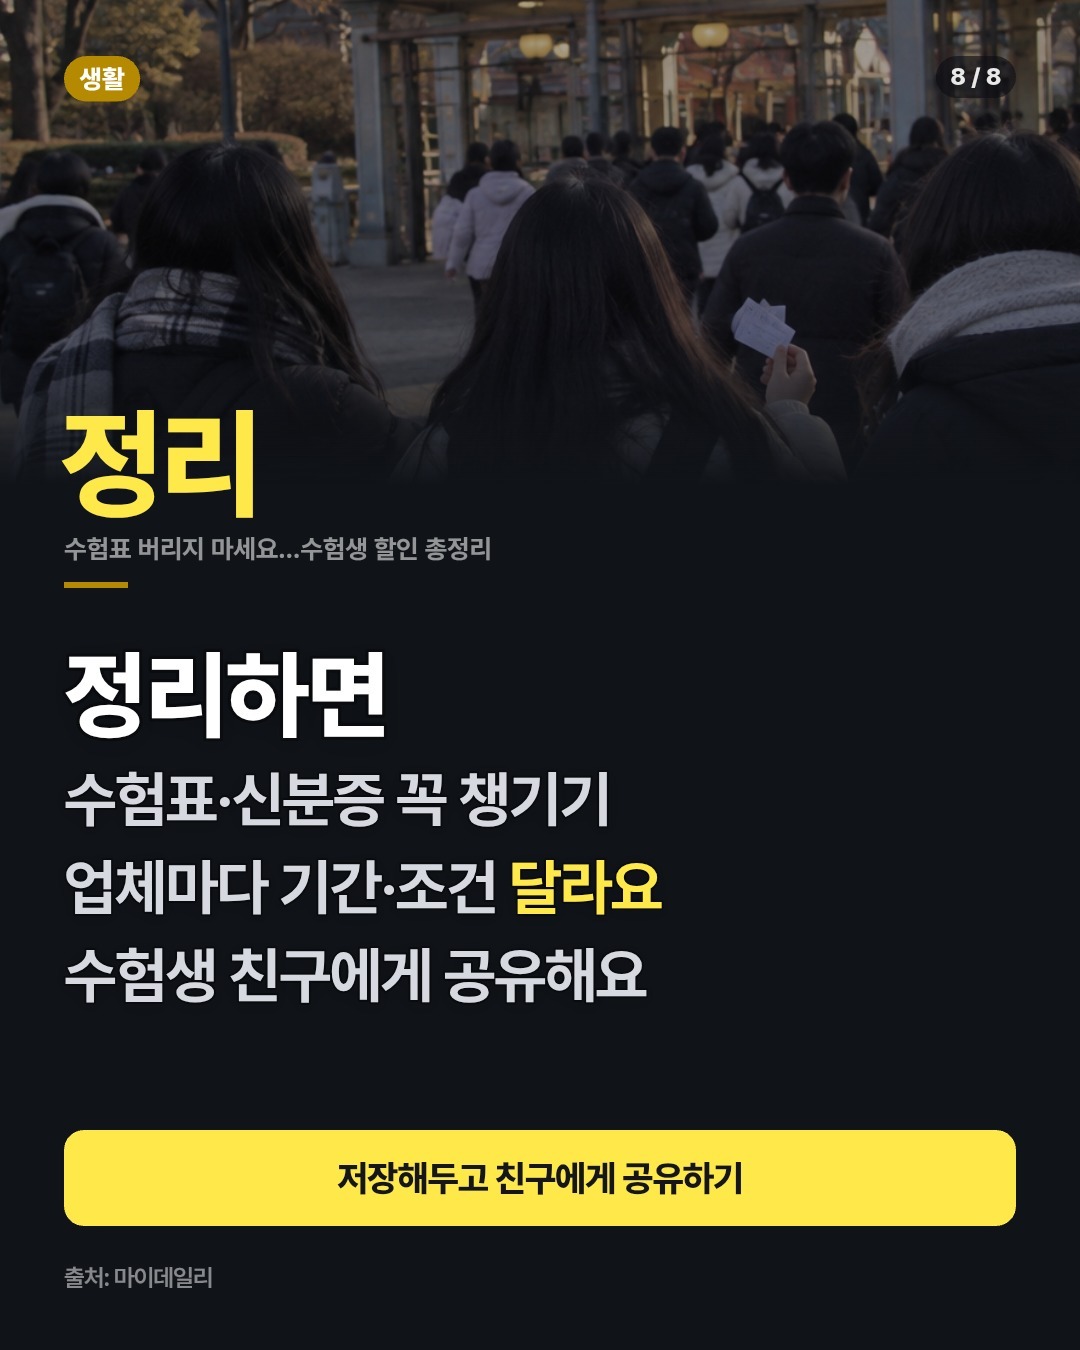 생활
8 / 8
정리
수험표 버리지 마세요...수험생 할인 총정리
정리하면
수험표·신분증 꼭 챙기기
업체마다 기간·조건 달라요
수험생 친구에게 공유해요
저장해두고 친구에게 공유하기
출처: 마이데일리